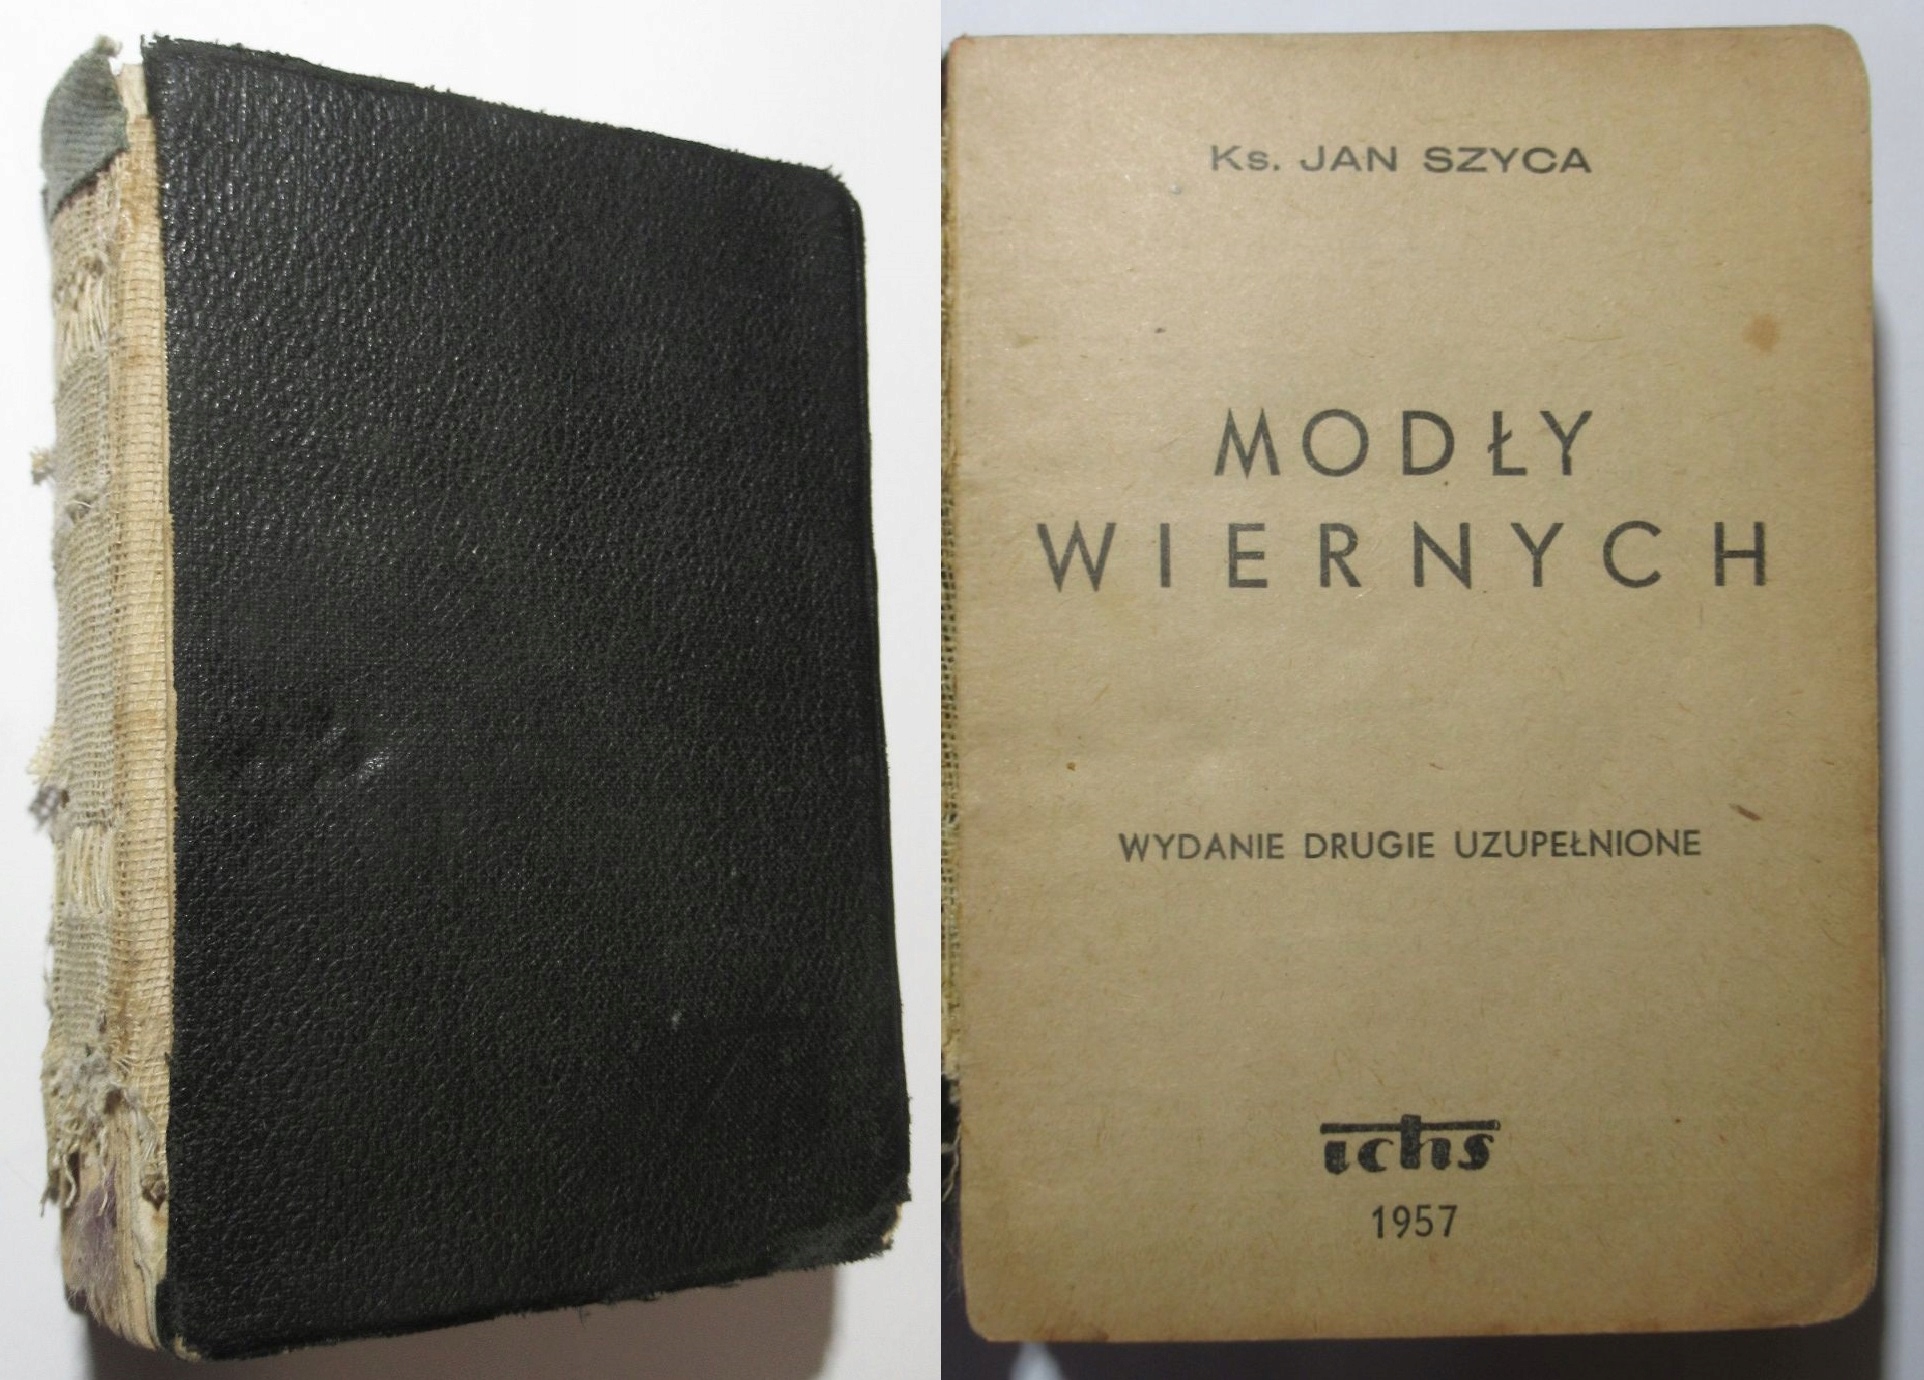 Ks. JAN SZYCA
MODŁY
WIERNYCH
WYDANIE DRUGIE UZUPEŁNIONE
ichs
1957